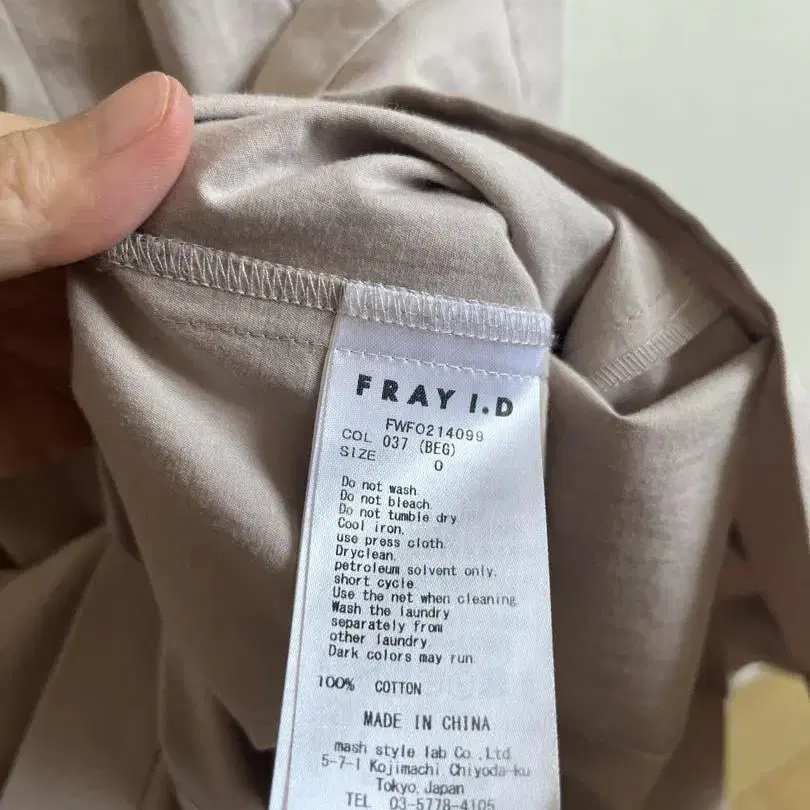 FRAY I.D
FWFO214099
COL 037 (BEG)
SIZE 0
Do not wash.
Do not bleach.
Do not tumble dry
Cool iron.
use press cloth.
Dryclean.
petroleum solvent only.
short cycle
Use the net when cleaning.
Wash the laundry
separately from
other laundry
Dark colors may run
100% COTTON
MADE IN CHINA
mash style lab Co.,Ltd
5-7-1 Kojimachi Chiyoda-ku
Tokyo, Japan
TEL 03-5778-4105